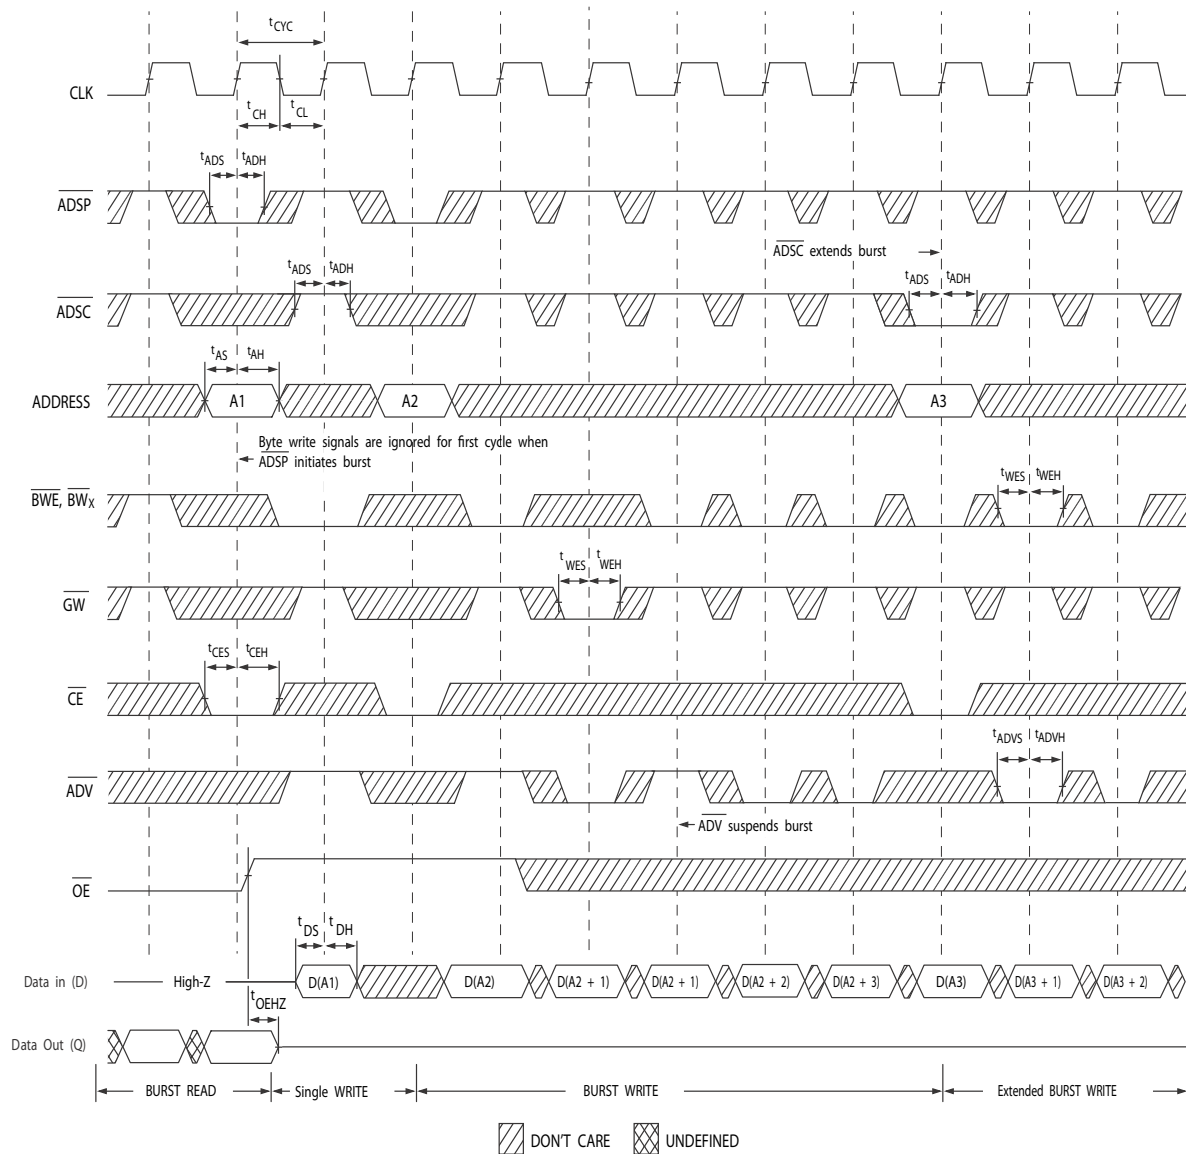 tCYC
CLK
tCH
tCL
tADS
tADH
ADSP
ADSC extends burst
tADS
tADH
tADS
tADH
ADSC
tAS
tAH
ADDRESS
A1
A2
A3
Byte write signals are ignored for first cycle when
ADSP initiates burst
tWES
tWEH
BWE, BWX
tWES
tWEH
GW
tCES
tCEH
CE
tADVS
tADVH
ADV
ADV suspends burst
OE
tDS
tDH
Data in (D)
High-Z
D(A1)
D(A2)
D(A2 + 1)
D(A2 + 1)
D(A2 + 2)
D(A2 + 3)
D(A3)
D(A3 + 1)
D(A3 + 2)
tOEHZ
Data Out (Q)
BURST READ
Single WRITE
BURST WRITE
Extended BURST WRITE
DON'T CARE
UNDEFINED